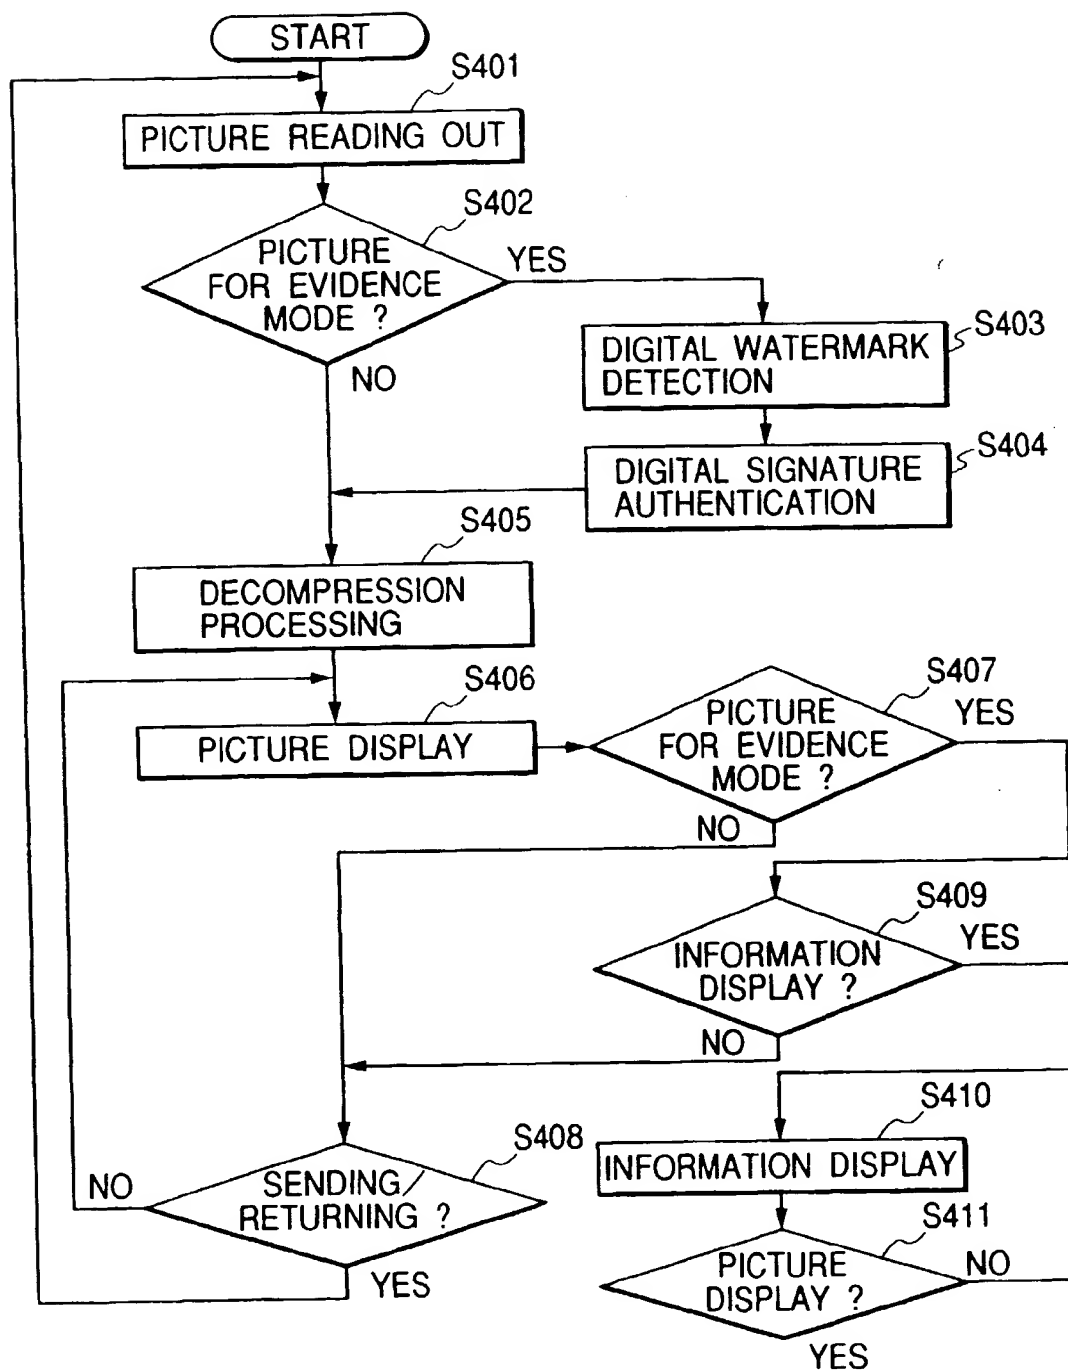 START
S401
PICTURE READING OUT
S402
PICTURE
FOR EVIDENCE
MODE ?
YES
NO
S403
DIGITAL WATERMARK
DETECTION
S404
DIGITAL SIGNATURE
AUTHENTICATION
S405
DECOMPRESSION
PROCESSING
S406
PICTURE DISPLAY
S407
PICTURE
FOR EVIDENCE
MODE ?
YES
NO
S409
INFORMATION
DISPLAY ?
YES
NO
S408
SENDING/
RETURNING ?
NO
YES
S410
INFORMATION DISPLAY
S411
PICTURE
DISPLAY ?
NO
YES